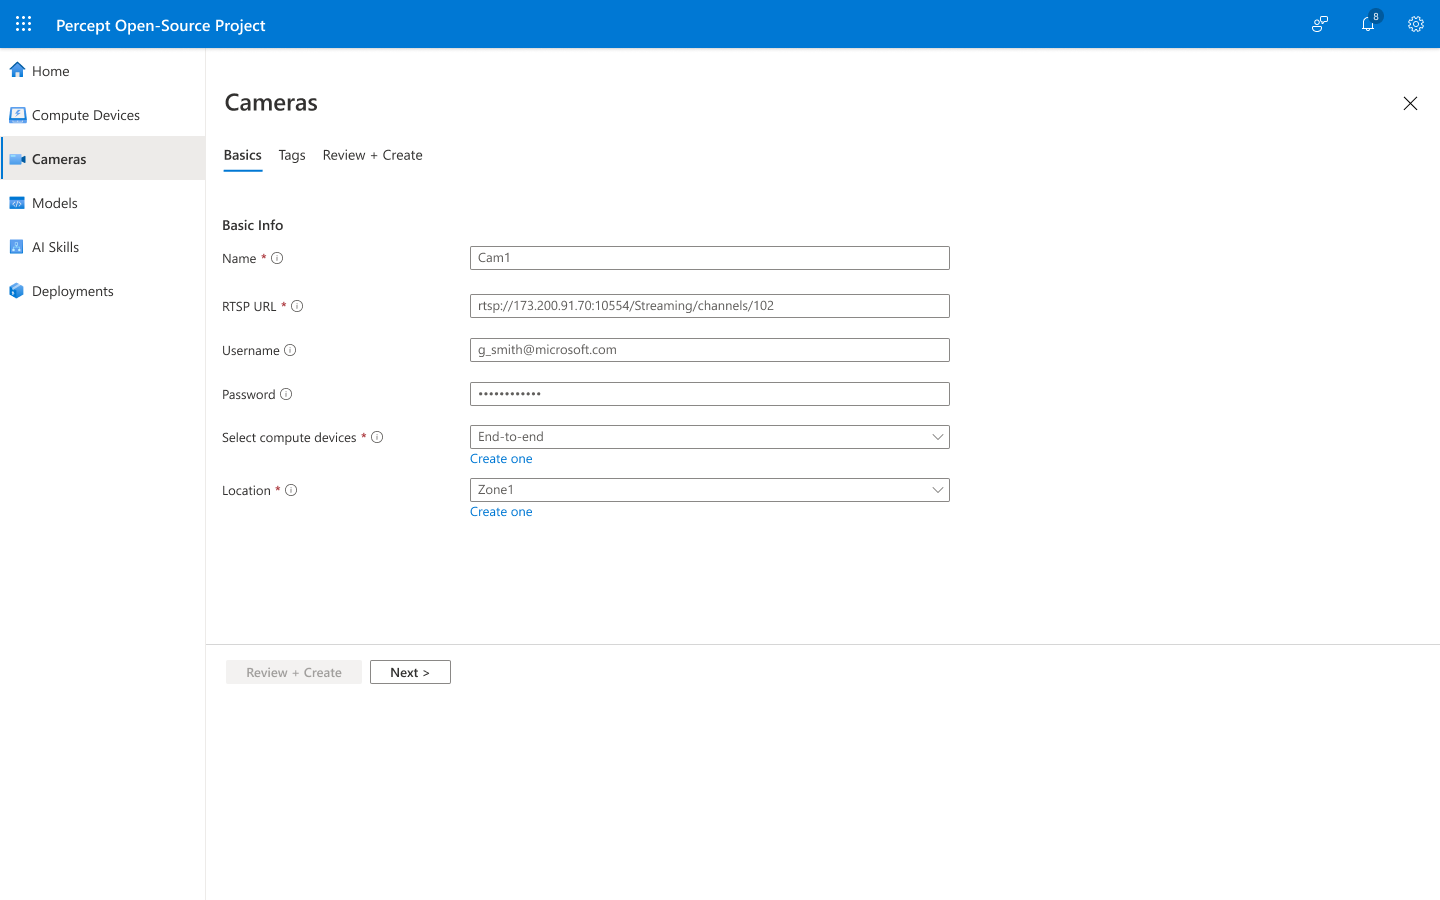 Percept Open-Source Project
8
Home
Compute Devices
Cameras
Models
AI Skills
Deployments
Cameras
Basics Tags Review + Create
Basic Info
Name * Cam1
RTSP URL * rtsp://173.200.91.70:10554/Streaming/channels/102
Username g_smith@microsoft.com
Password ••••••••••••
Select compute devices * End-to-end
Create one
Location * Zone1
Create one
Review + Create Next >